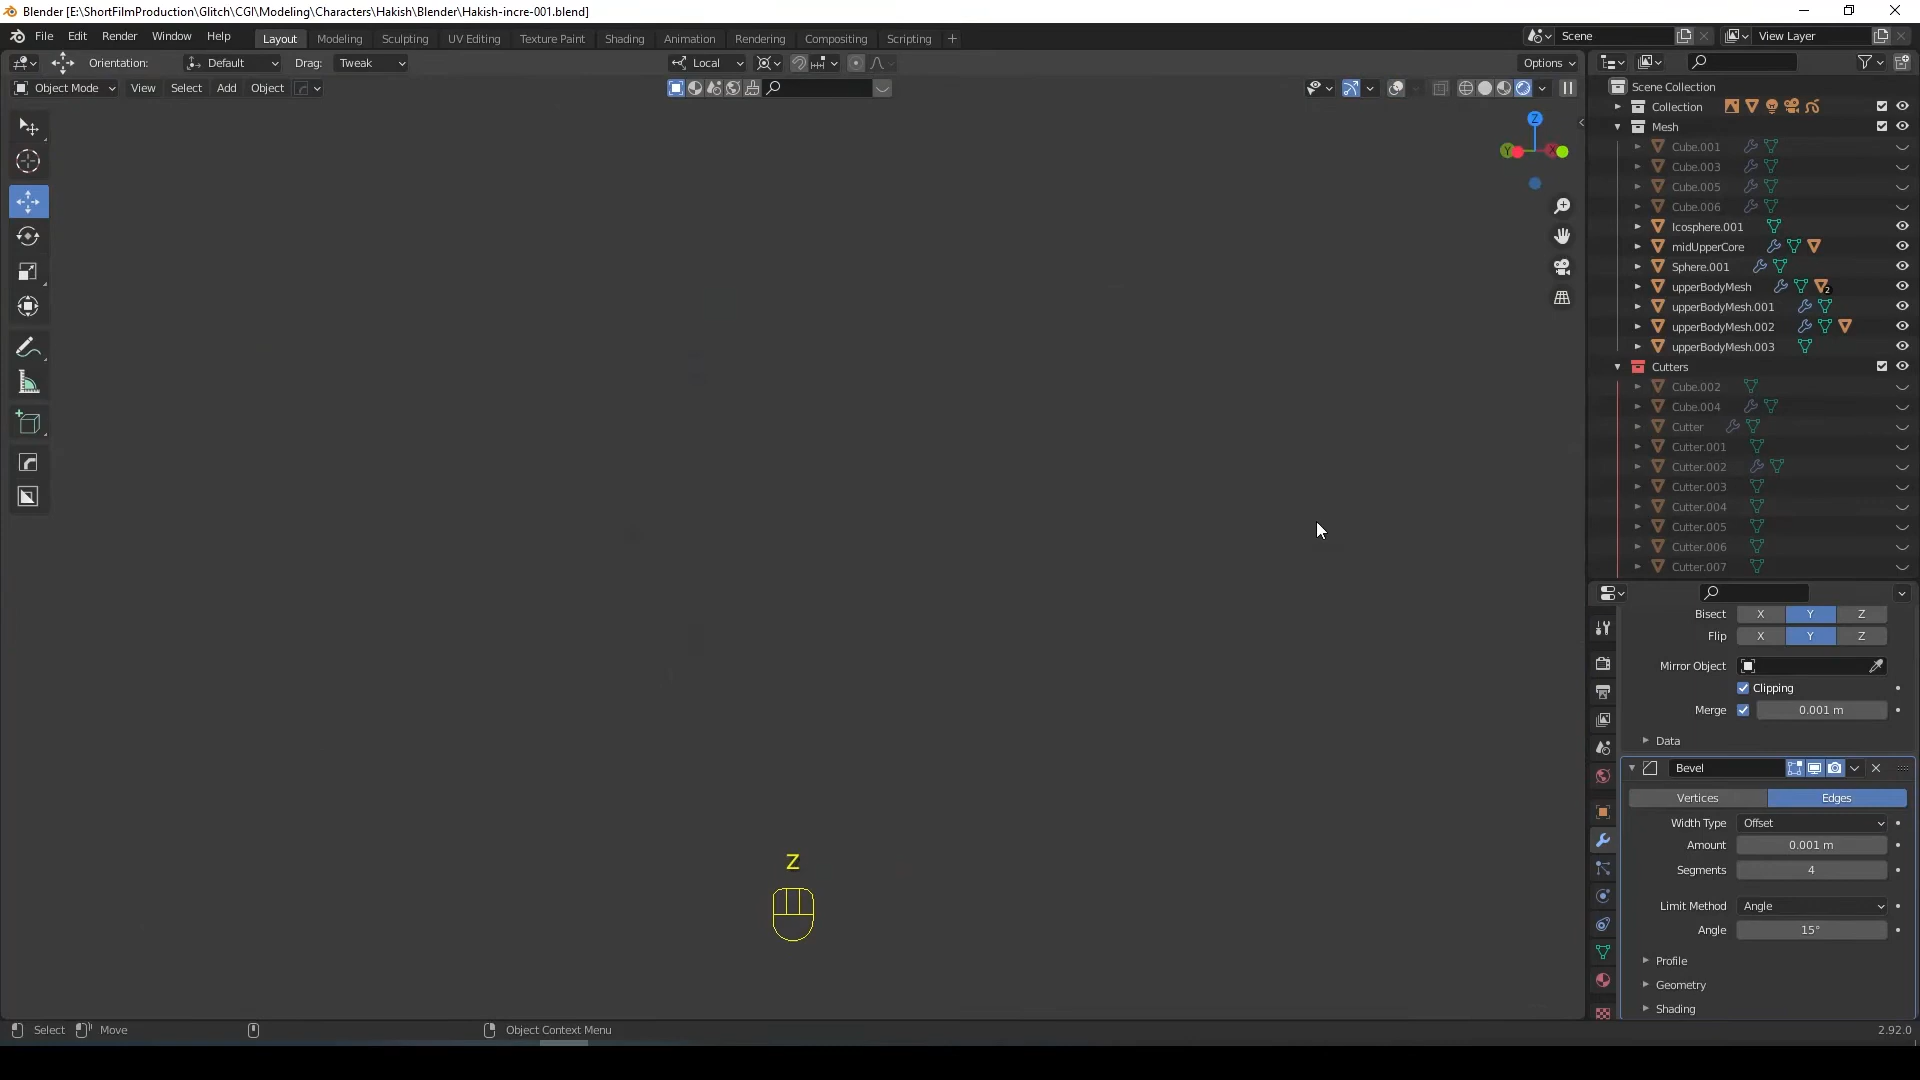 Blender [E:\ShortFilmProduction\Glitch\CGI\Modeling\Characters\Hakish\Blender\Hakish-incre-001.blend]
File Edit Render Window Help
Layout Modeling Sculpting UV Editing Texture Paint Shading Animation Rendering Compositing Scripting +
Scene
View Layer
Orientation: Default Drag: Tweak
Local
Options
Object Mode View Select Add Object
Z
Y
X
Scene Collection
Collection
Mesh
Cube.001
Cube.003
Cube.005
Cube.006
Icosphere.001
midUpperCore
Sphere.001
upperBodyMesh
2
upperBodyMesh.001
upperBodyMesh.002
upperBodyMesh.003
Cutters
Cube.002
Cube.004
Cutter
Cutter.001
Cutter.002
Cutter.003
Cutter.004
Cutter.005
Cutter.006
Cutter.007
Bisect X Y Z
Flip X Y Z
Mirror Object
Clipping
Merge 0.001 m
Data
Bevel
Vertices Edges
Width Type Offset
Amount 0.001 m
Segments 4
Limit Method Angle
Angle 15°
Profile
Geometry
Shading
Z
Select Move Object Context Menu 2.92.0